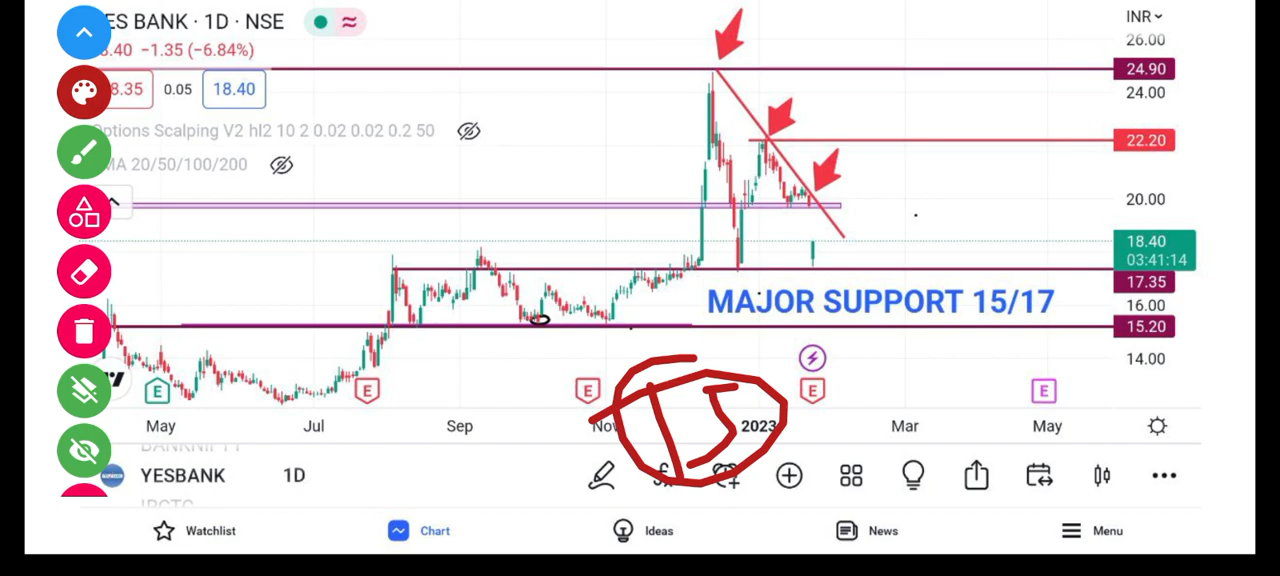 ES BANK · 1D · NSE
INR
.40 −1.35 (−6.84%)
26.00
24.90
8.35 0.05 18.40
24.00
ptions Scalping V2 hl2 10 2 0.02 0.02 0.2 50
22.20
MA 20/50/100/200
20.00
18.40
03:41:14
17.35
MAJOR SUPPORT 15/17
16.00
15.20
14.00
E E E E E
May Jul Sep Nov 2023 Mar May
YESBANK 1D
Watchlist Chart Ideas News Menu